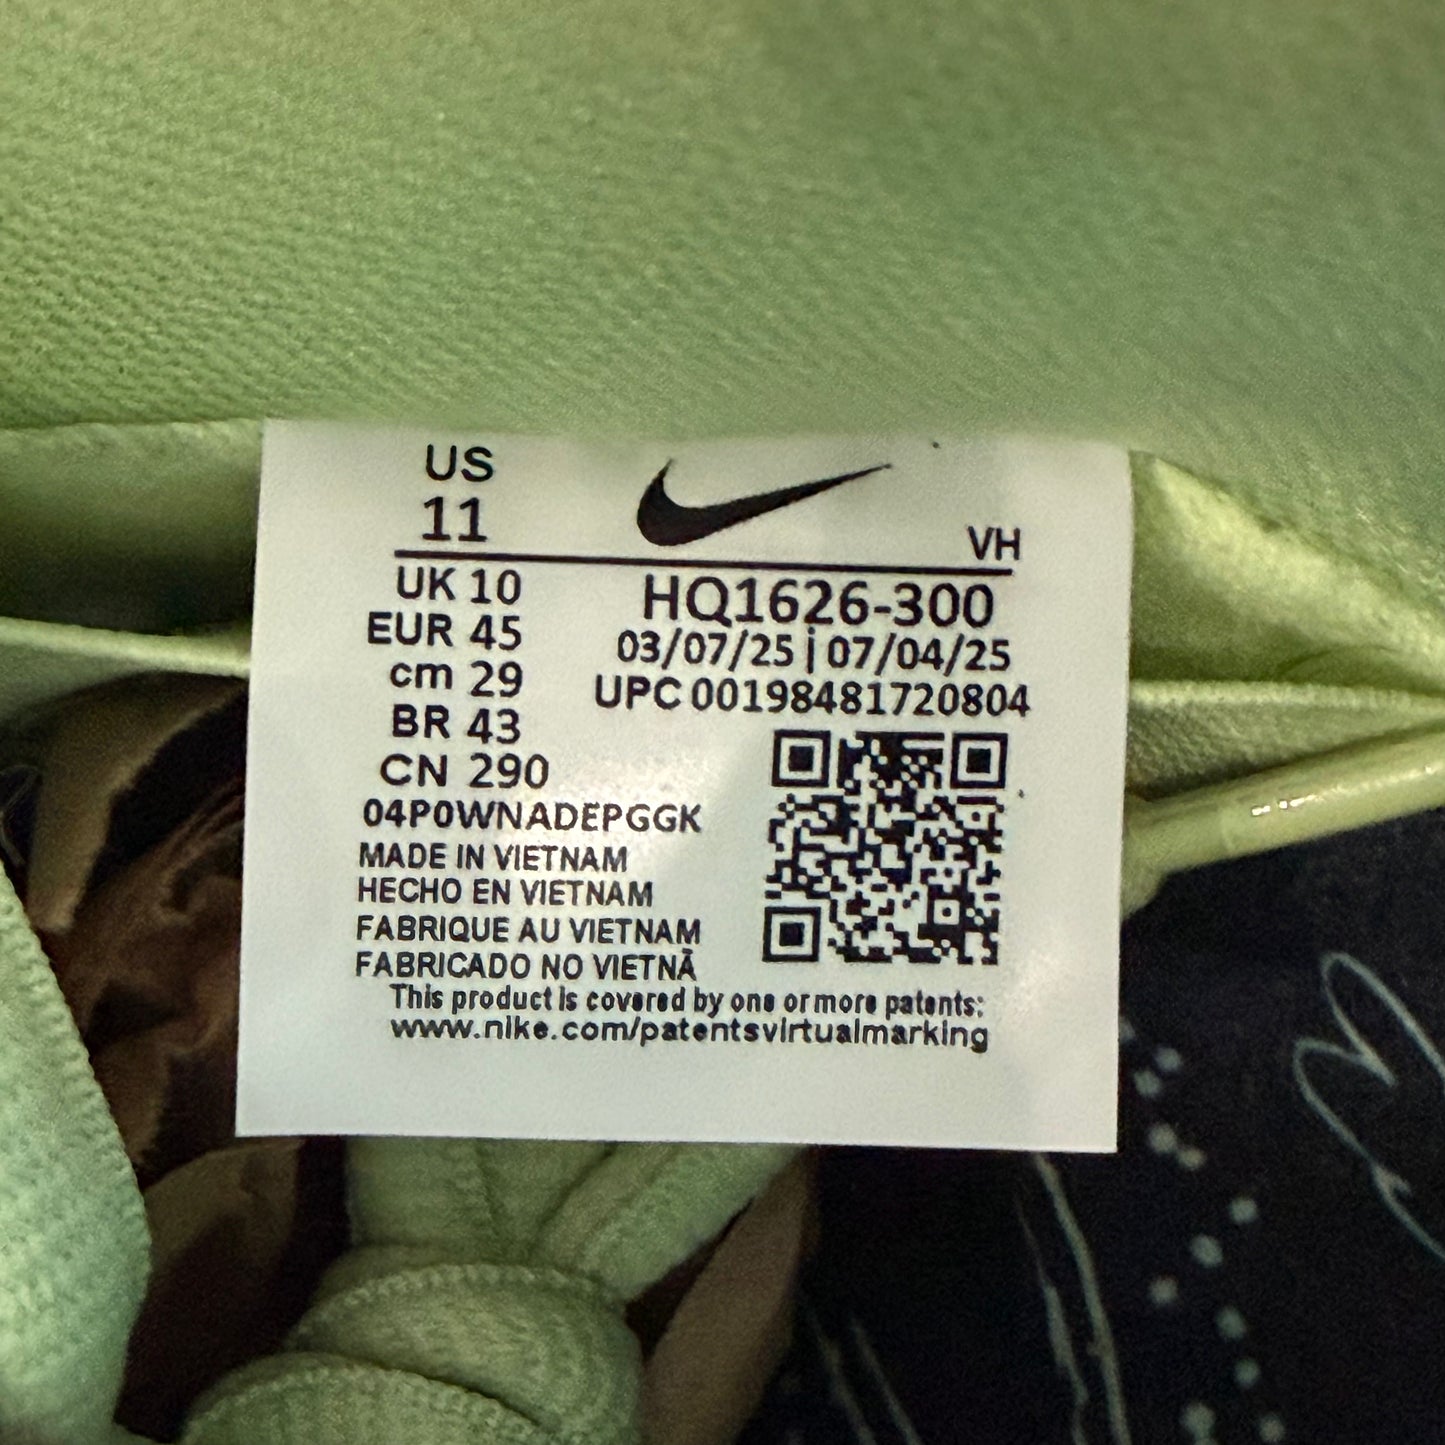 US
11
VH
UK 10
EUR 45
cm 29
BR 43
CN 290
HQ1626-300
03/07/25 | 07/04/25
UPC 00198481720804
04P0WNADEPGGK
MADE IN VIETNAM
HECHO EN VIETNAM
FABRIQUE AU VIETNAM
FABRICADO NO VIETNÃ
This product is covered by one or more patents:
www.nike.com/patentsvirtualmarking